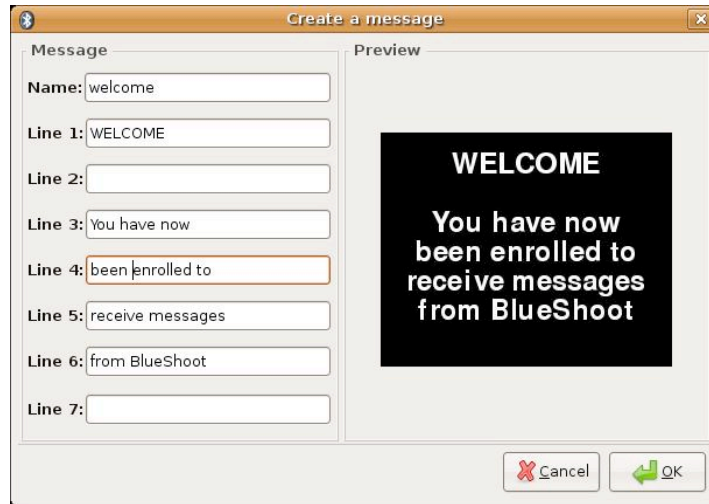 Create a message
Message
Name: welcome
Line 1: WELCOME
Line 2:
Line 3: You have now
Line 4: been enrolled to
Line 5: receive messages
Line 6: from BlueShoot
Line 7:
Preview
WELCOME
You have now
been enrolled to
receive messages
from BlueShoot
Cancel
OK